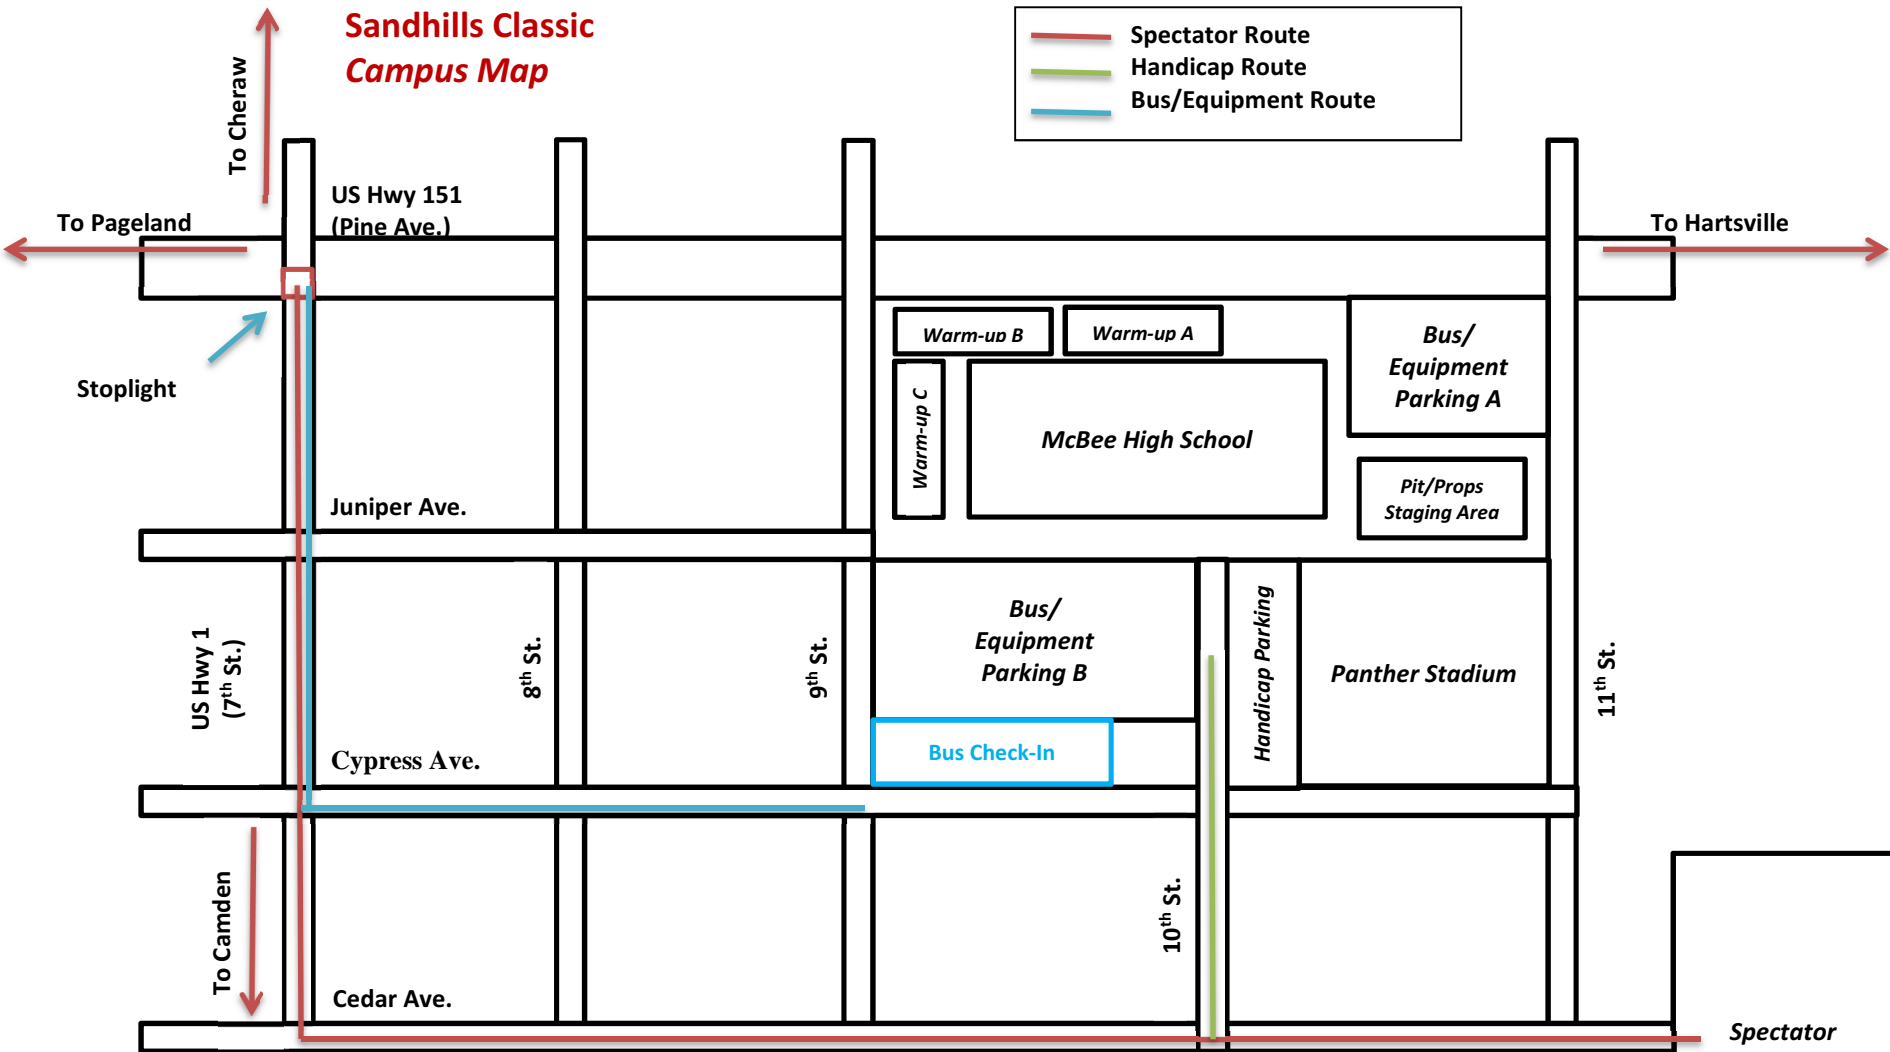 Sandhills Classic
Campus Map
Spectator Route
Handicap Route
Bus/Equipment Route
To Cheraw
US Hwy 151
(Pine Ave.)
To Pageland
To Hartsville
Stoplight
Warm-up B
Warm-up A
Warm-up C
McBee High School
Bus/
Equipment
Parking A
Pit/Props
Staging Area
Juniper Ave.
US Hwy 1
(7th St.)
8th St.
9th St.
Bus/
Equipment
Parking B
Handicap Parking
Panther Stadium
11th St.
Bus Check-In
Cypress Ave.
To Camden
10th St.
Cedar Ave.
Spectator